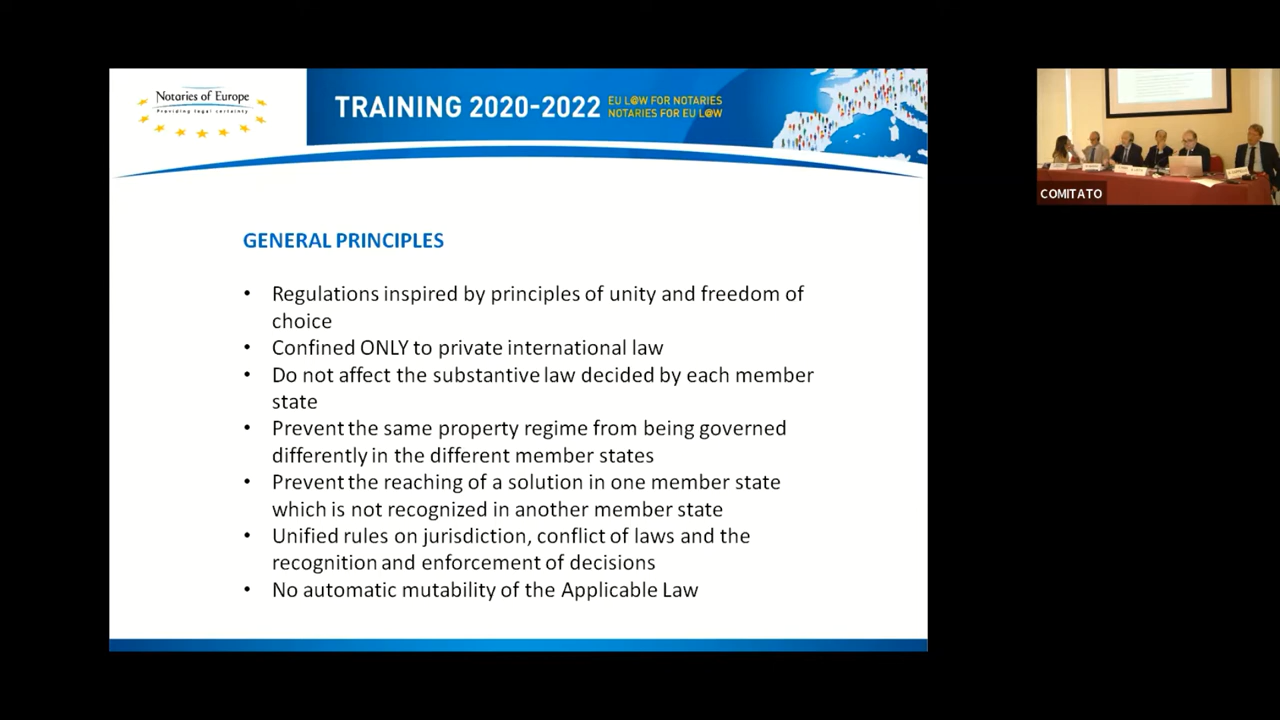 Notaries of Europe
Providing legal certainty
TRAINING 2020-2022
EU L@W FOR NOTARIES
NOTARIES FOR EU L@W
COMITATO
GENERAL PRINCIPLES
• Regulations inspired by principles of unity and freedom of
choice
• Confined ONLY to private international law
• Do not affect the substantive law decided by each member
state
• Prevent the same property regime from being governed
differently in the different member states
• Prevent the reaching of a solution in one member state
which is not recognized in another member state
• Unified rules on jurisdiction, conflict of laws and the
recognition and enforcement of decisions
• No automatic mutability of the Applicable Law